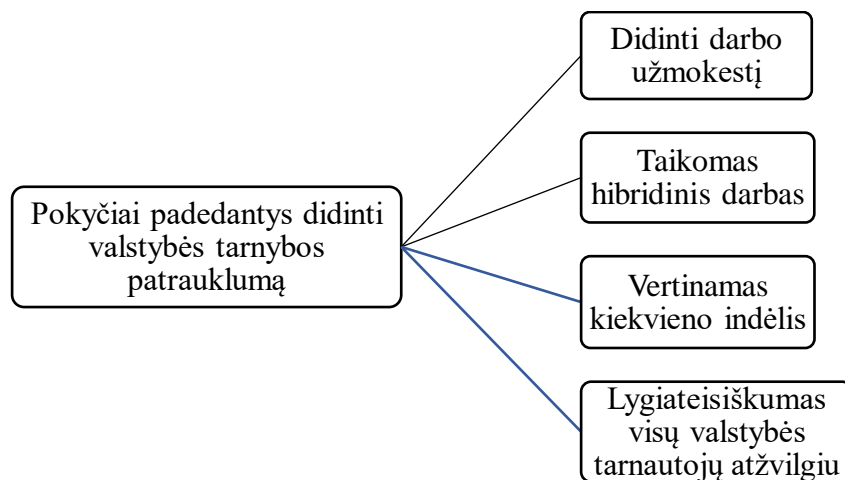 Didinti darbo
užmokestį
Taikomas
hibridinis darbas
Pokyčiai padedantys didinti
valstybės tarnybos
patrauklumą
Vertinamas
kiekvieno indėlis
Lygiateisiškumas
visų valstybės
tarnautojų atžvilgiu